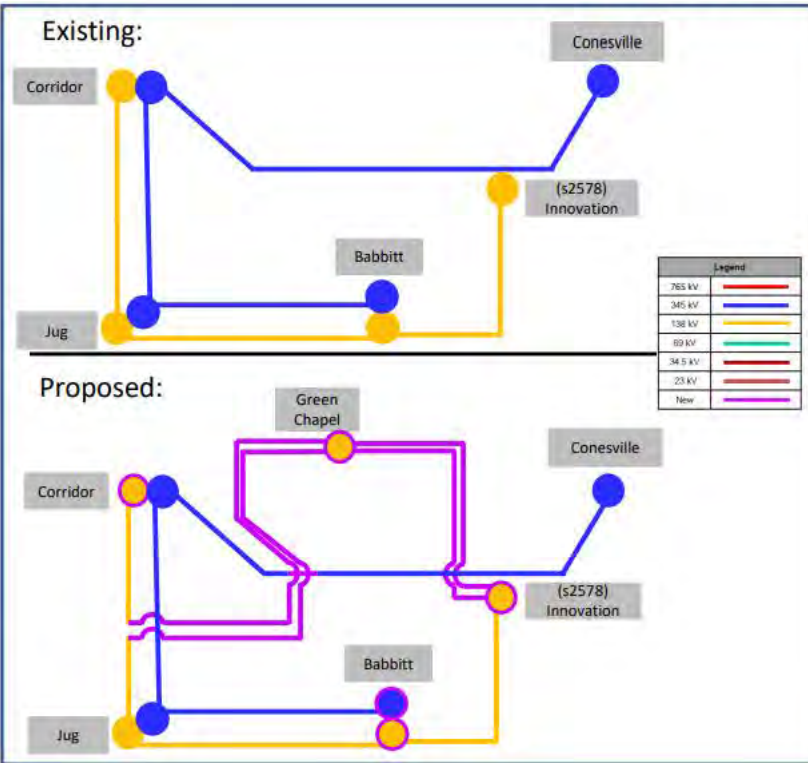 Existing:
Conesville
Corridor
(s2578)
Innovation
Babbitt
Jug
Legend
765 kV
345 kV
138 kV
69 kV
34.5 kV
23 kV
New
Proposed:
Green
Chapel
Conesville
Corridor
(s2578)
Innovation
Babbitt
Jug